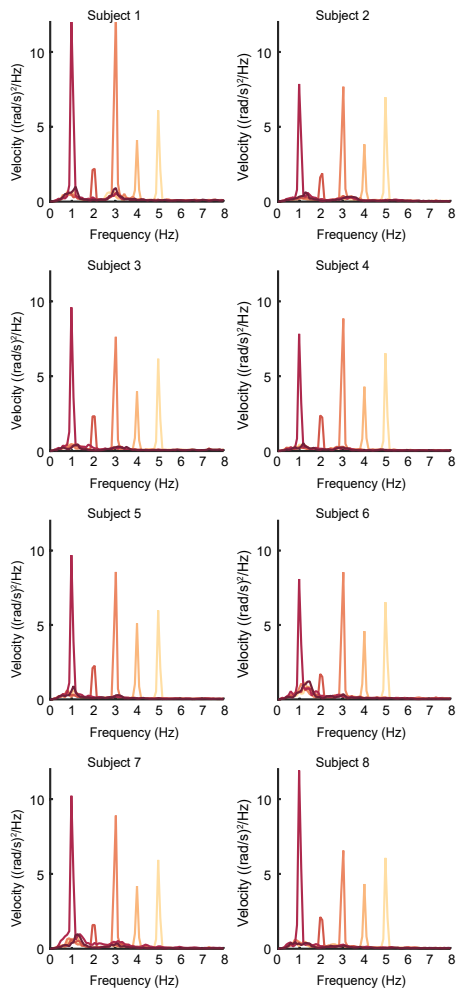 Subject 1
Subject 2
10
5
0
Velocity ((rad/s)²/Hz)
0 1 2 3 4 5 6 7 8
Frequency (Hz)
10
5
0
Velocity ((rad/s)²/Hz)
0 1 2 3 4 5 6 7 8
Frequency (Hz)
Subject 3
Subject 4
10
5
0
Velocity ((rad/s)²/Hz)
0 1 2 3 4 5 6 7 8
Frequency (Hz)
10
5
0
Velocity ((rad/s)²/Hz)
0 1 2 3 4 5 6 7 8
Frequency (Hz)
Subject 5
Subject 6
10
5
0
Velocity ((rad/s)²/Hz)
0 1 2 3 4 5 6 7 8
Frequency (Hz)
10
5
0
Velocity ((rad/s)²/Hz)
0 1 2 3 4 5 6 7 8
Frequency (Hz)
Subject 7
Subject 8
10
5
0
Velocity ((rad/s)²/Hz)
0 1 2 3 4 5 6 7 8
Frequency (Hz)
10
5
0
Velocity ((rad/s)²/Hz)
0 1 2 3 4 5 6 7 8
Frequency (Hz)